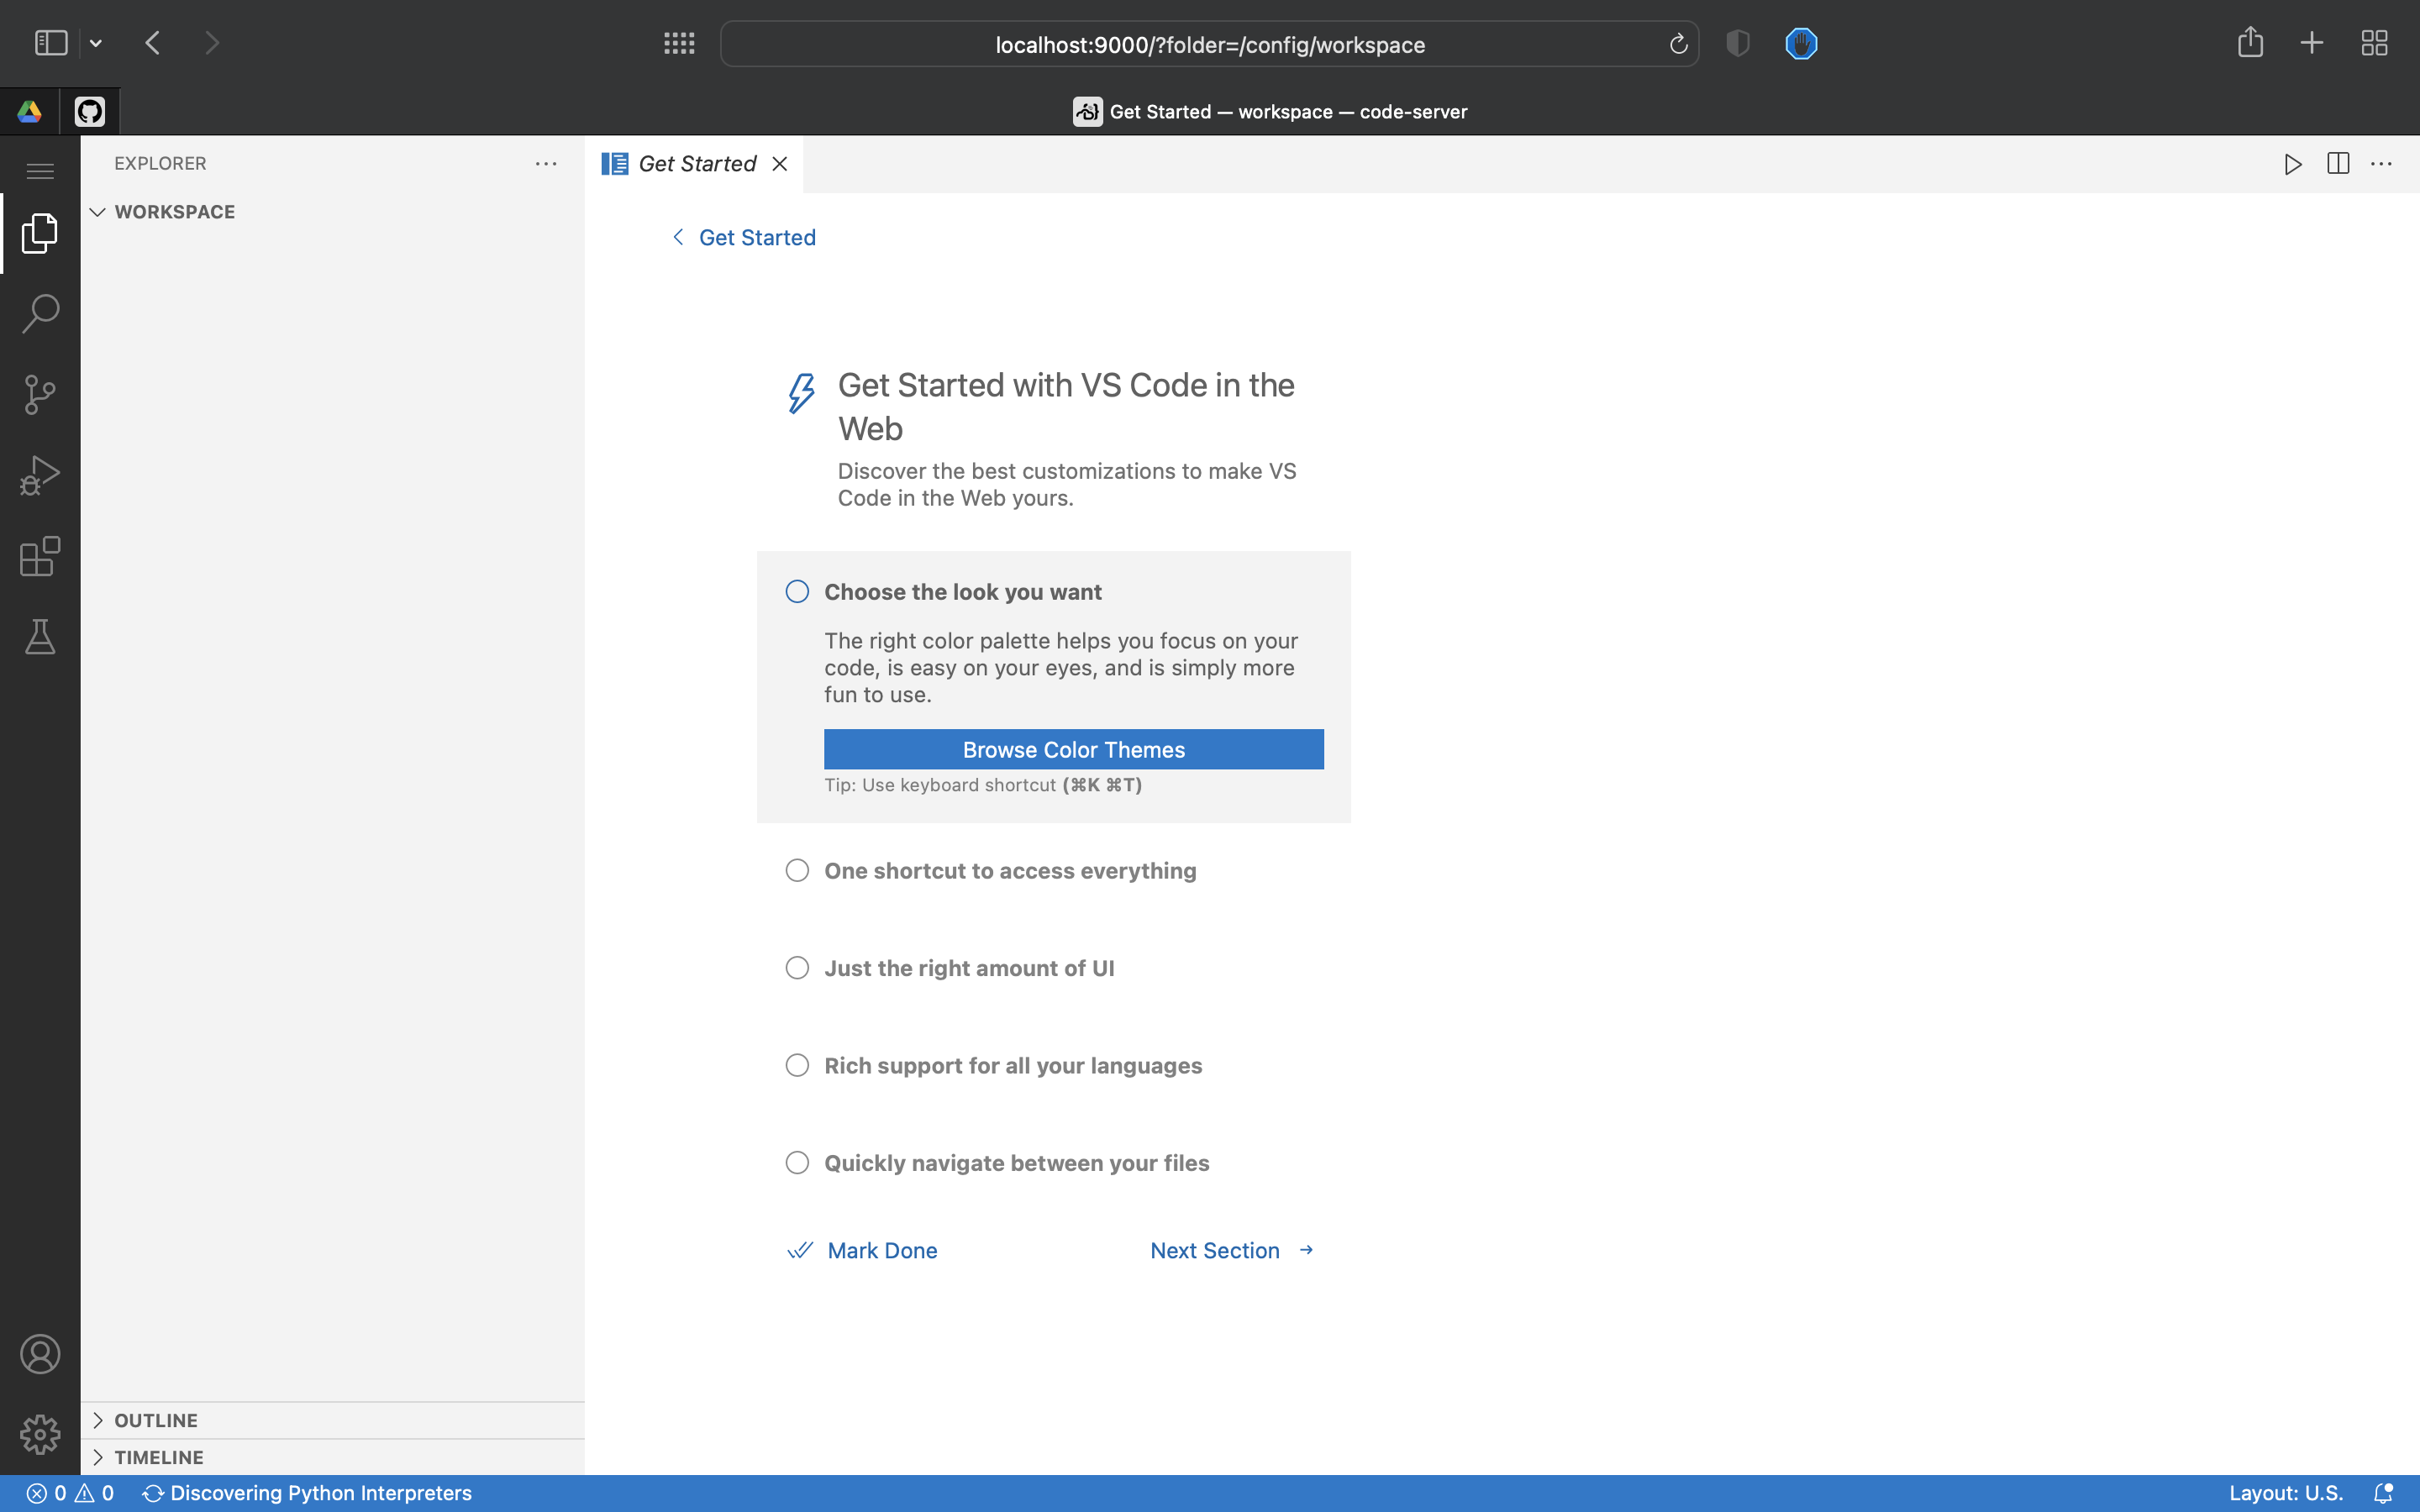 localhost:9000/?folder=/config/workspace
Get Started — workspace — code-server
EXPLORER
Get Started
WORKSPACE
Get Started
Get Started with VS Code in the
Web
Discover the best customizations to make VS
Code in the Web yours.
Choose the look you want
The right color palette helps you focus on your
code, is easy on your eyes, and is simply more
fun to use.
Browse Color Themes
Tip: Use keyboard shortcut (⌘K ⌘T)
One shortcut to access everything
Just the right amount of UI
Rich support for all your languages
Quickly navigate between your files
Mark Done
Next Section
OUTLINE
TIMELINE
0 0 Discovering Python Interpreters
Layout: U.S.